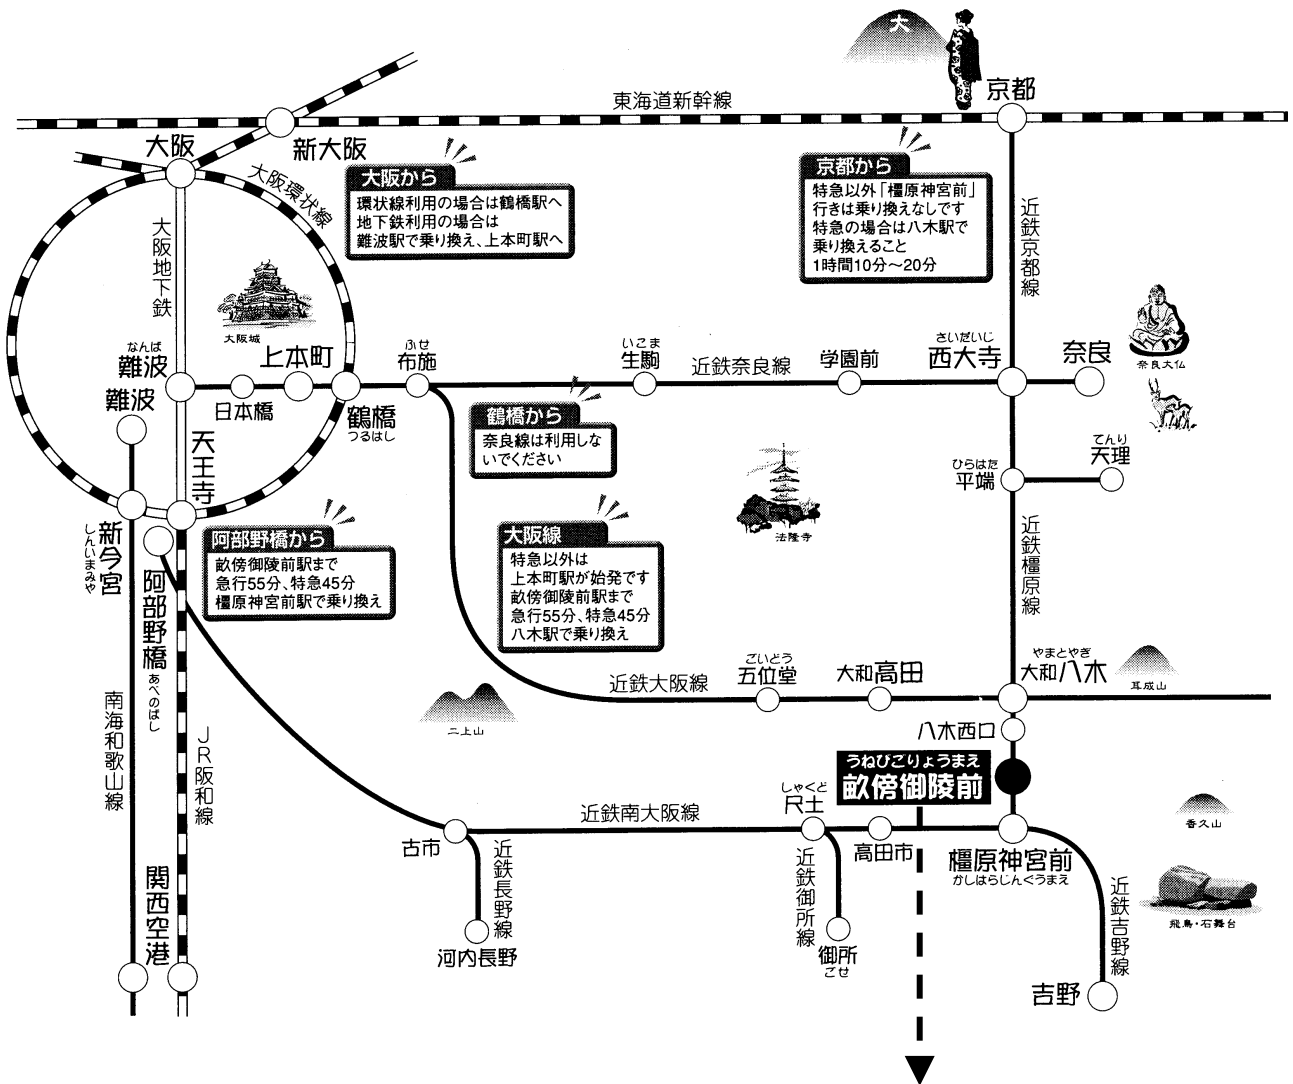 大
京都
東海道新幹線
大阪
新大阪
大阪環状線
大阪から
環状線利用の場合は鶴橋駅へ
地下鉄利用の場合は
難波駅で乗り換え、上本町駅へ
京都から
特急以外「橿原神宮前」
行きは乗り換えなしです
特急の場合は八木駅で
乗り換えること
1時間10分～20分
近鉄京都線
大阪地下鉄
大阪城
なんば
難波
難波
日本橋
上本町
鶴橋
つるはし
ふせ
布施
いこま
生駒
近鉄奈良線
学園前
さいだいじ
西大寺
奈良
奈良大仏
鶴橋から
奈良線は利用しな
いでください
天王寺
ひらはた
平端
てんり
天理
法隆寺
新今宮
しんいまみや
阿部野橋
あべのばし
阿部野橋から
畝傍御陵前駅まで
急行55分、特急45分
橿原神宮前駅で乗り換え
大阪線
特急以外は
上本町駅が始発です
畝傍御陵前駅まで
急行55分、特急45分
八木駅で乗り換え
近鉄橿原線
近鉄大阪線
ごいどう
五位堂
大和高田
やまとやぎ
大和八木
耳成山
二上山
八木西口
うねびごりょうまえ
畝傍御陵前
南海和歌山線
JR阪和線
関西空港
古市
近鉄南大阪線
しゃくど
尺土
高田市
橿原神宮前
かしはらじんぐうまえ
香久山
近鉄長野線
河内長野
近鉄御所線
御所
ごせ
近鉄吉野線
吉野
飛鳥・石舞台